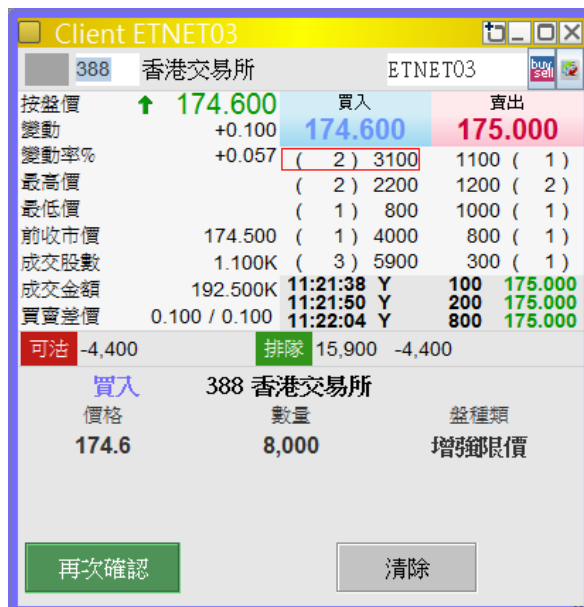 Client ETNET03
388 香港交易所 ETNET03 buy/sell
按盤價 174.600 買入 賣出
變動 +0.100 174.600 175.000
變動率% +0.057 ( 2) 3100 1100 ( 1)
最高價 ( 2) 2200 1200 ( 2)
最低價 ( 1) 800 1000 ( 1)
前收市價 174.500 ( 1) 4000 800 ( 1)
成交股數 1.100K ( 3) 5900 300 ( 1)
成交金額 192.500K 11:21:38 Y 100 175.000
11:21:50 Y 200 175.000
買賣差價 0.100 / 0.100 11:22:04 Y 800 175.000
可沽 -4,400 排隊 15,900 -4,400
買入 388 香港交易所
價格 數量 盤種類
174.6 8,000 增強限價
再次確認 清除